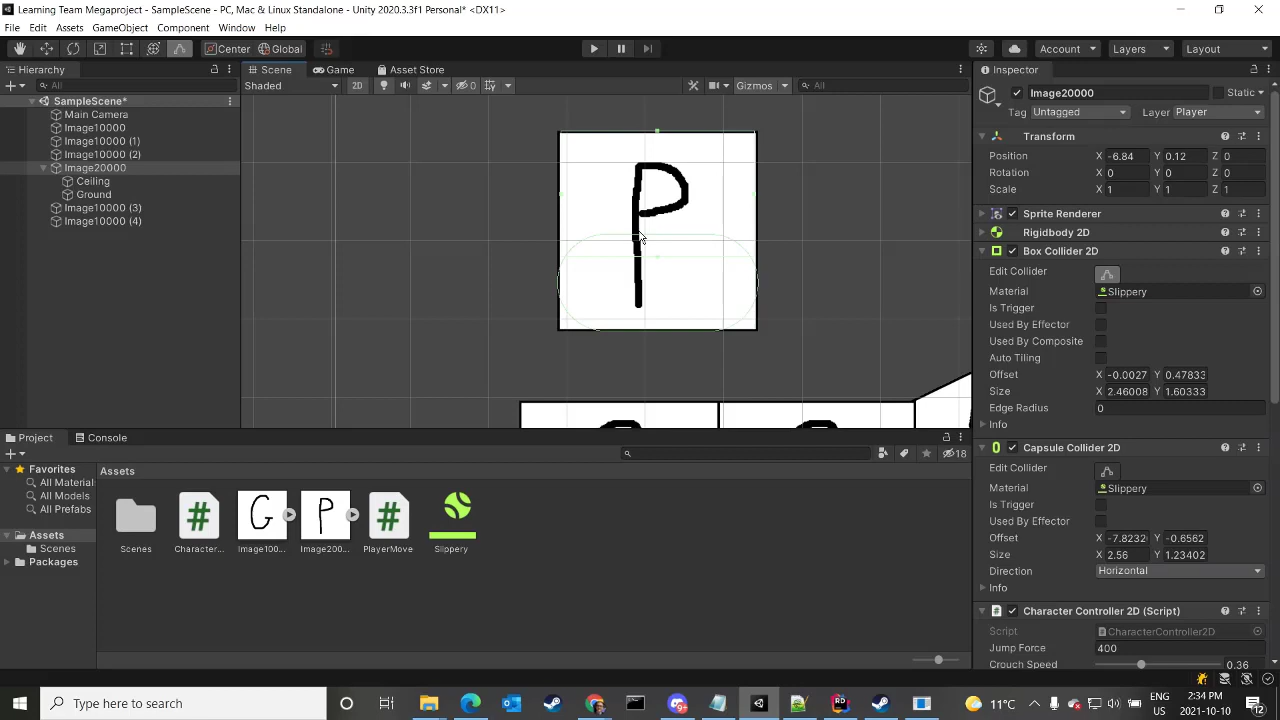 Learning Team Megaproject - SampleScene - PC, Mac & Linux Standalone - Unity 2020.3.3f1 Personal* <DX11>
File Edit Assets GameObject Component Window Help
Center Global Account Layers Layout
Hierarchy
All
SampleScene*
Main Camera
Image10000
Image10000 (1)
Image10000 (2)
Image20000
Ceiling
Ground
Image10000 (3)
Image10000 (4)
Scene Game Asset Store
Shaded 2D 0 Gizmos All
P
Inspector
Image20000 Static
Tag Untagged Layer Player
Transform
Position X -6.84 Y 0.12 Z 0
Rotation X 0 Y 0 Z 0
Scale X 1 Y 1 Z 1
Sprite Renderer
Rigidbody 2D
Box Collider 2D
Edit Collider
Material Slippery
Is Trigger
Used By Effector
Used By Composite
Auto Tiling
Offset X -0.0027 Y 0.47833
Size X 2.46008 Y 1.60333
Edge Radius 0
Info
Capsule Collider 2D
Edit Collider
Material Slippery
Is Trigger
Used By Effector
Offset X -7.8232 Y -0.6562
Size X 2.56 Y 1.23402
Direction Horizontal
Info
Character Controller 2D (Script)
Script CharacterController2D
Jump Force 400
Crouch Speed 0.36
Project Console
18
Favorites
All Material
All Models
All Prefabs
Assets
Scenes
Packages
Assets
G P
Scenes Character... Image100... Image200... PlayerMove Slippery
Type here to search
9+
11°C
ENG
US
2:34 PM
2021-10-10